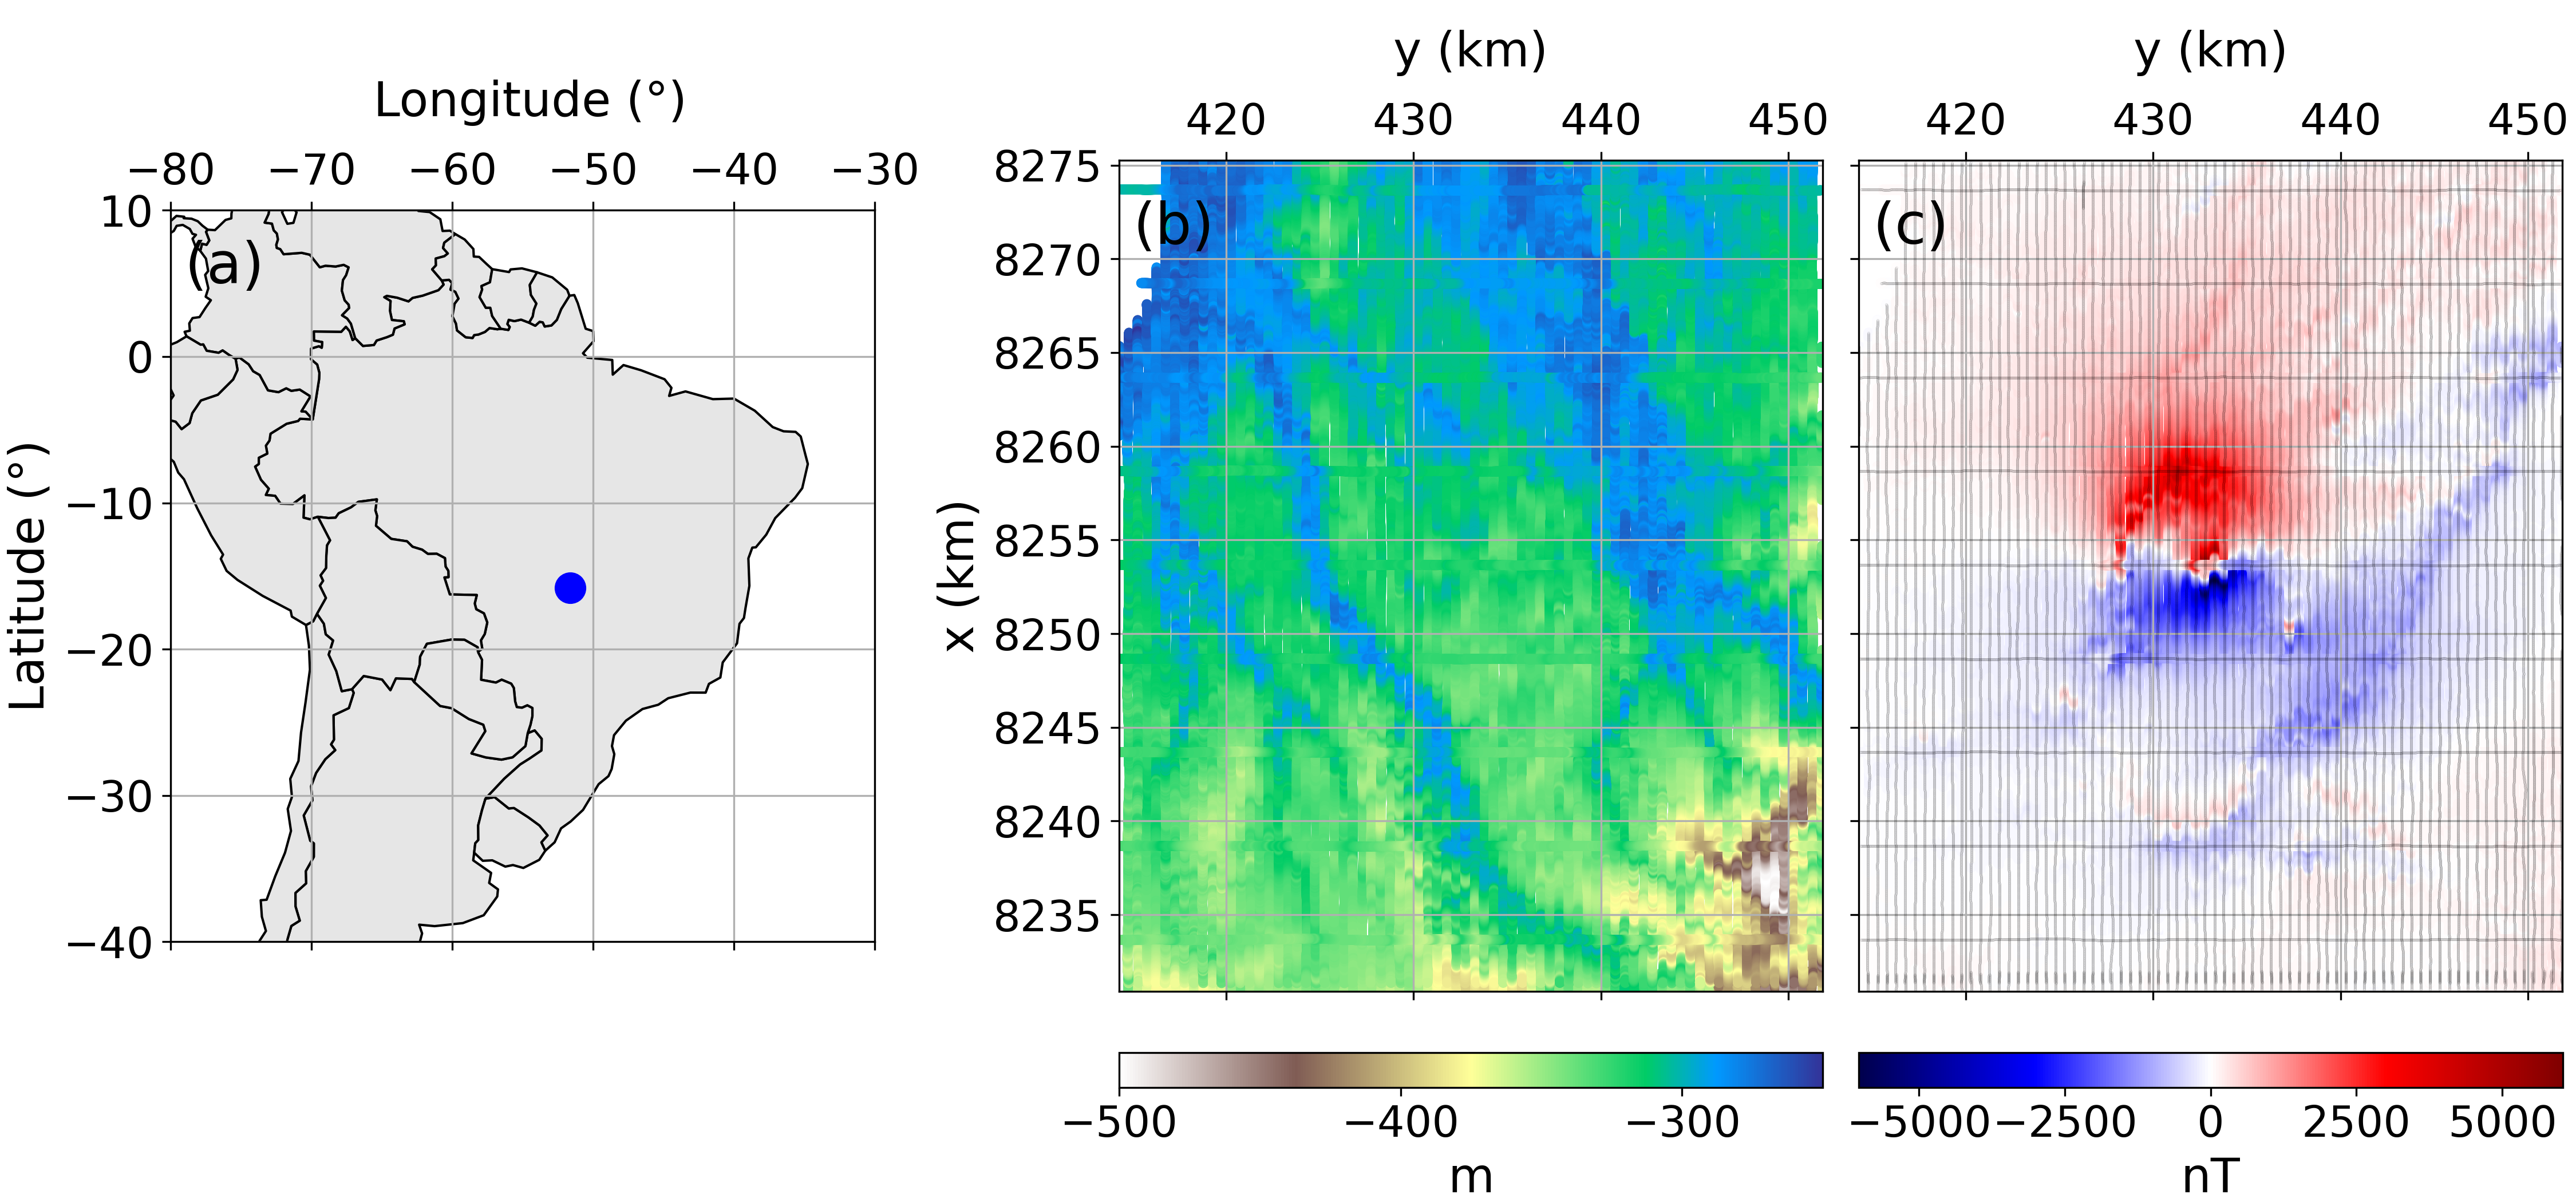 Longitude (°)
−80 −70 −60 −50 −40 −30
10
0
−10
−20
−30
−40
Latitude (°)
(a)
y (km)
420 430 440 450
8275
8270
8265
8260
8255
8250
8245
8240
8235
x (km)
(b)
−500 −400 −300
m
y (km)
420 430 440 450
(c)
−5000 −2500 0 2500 5000
nT